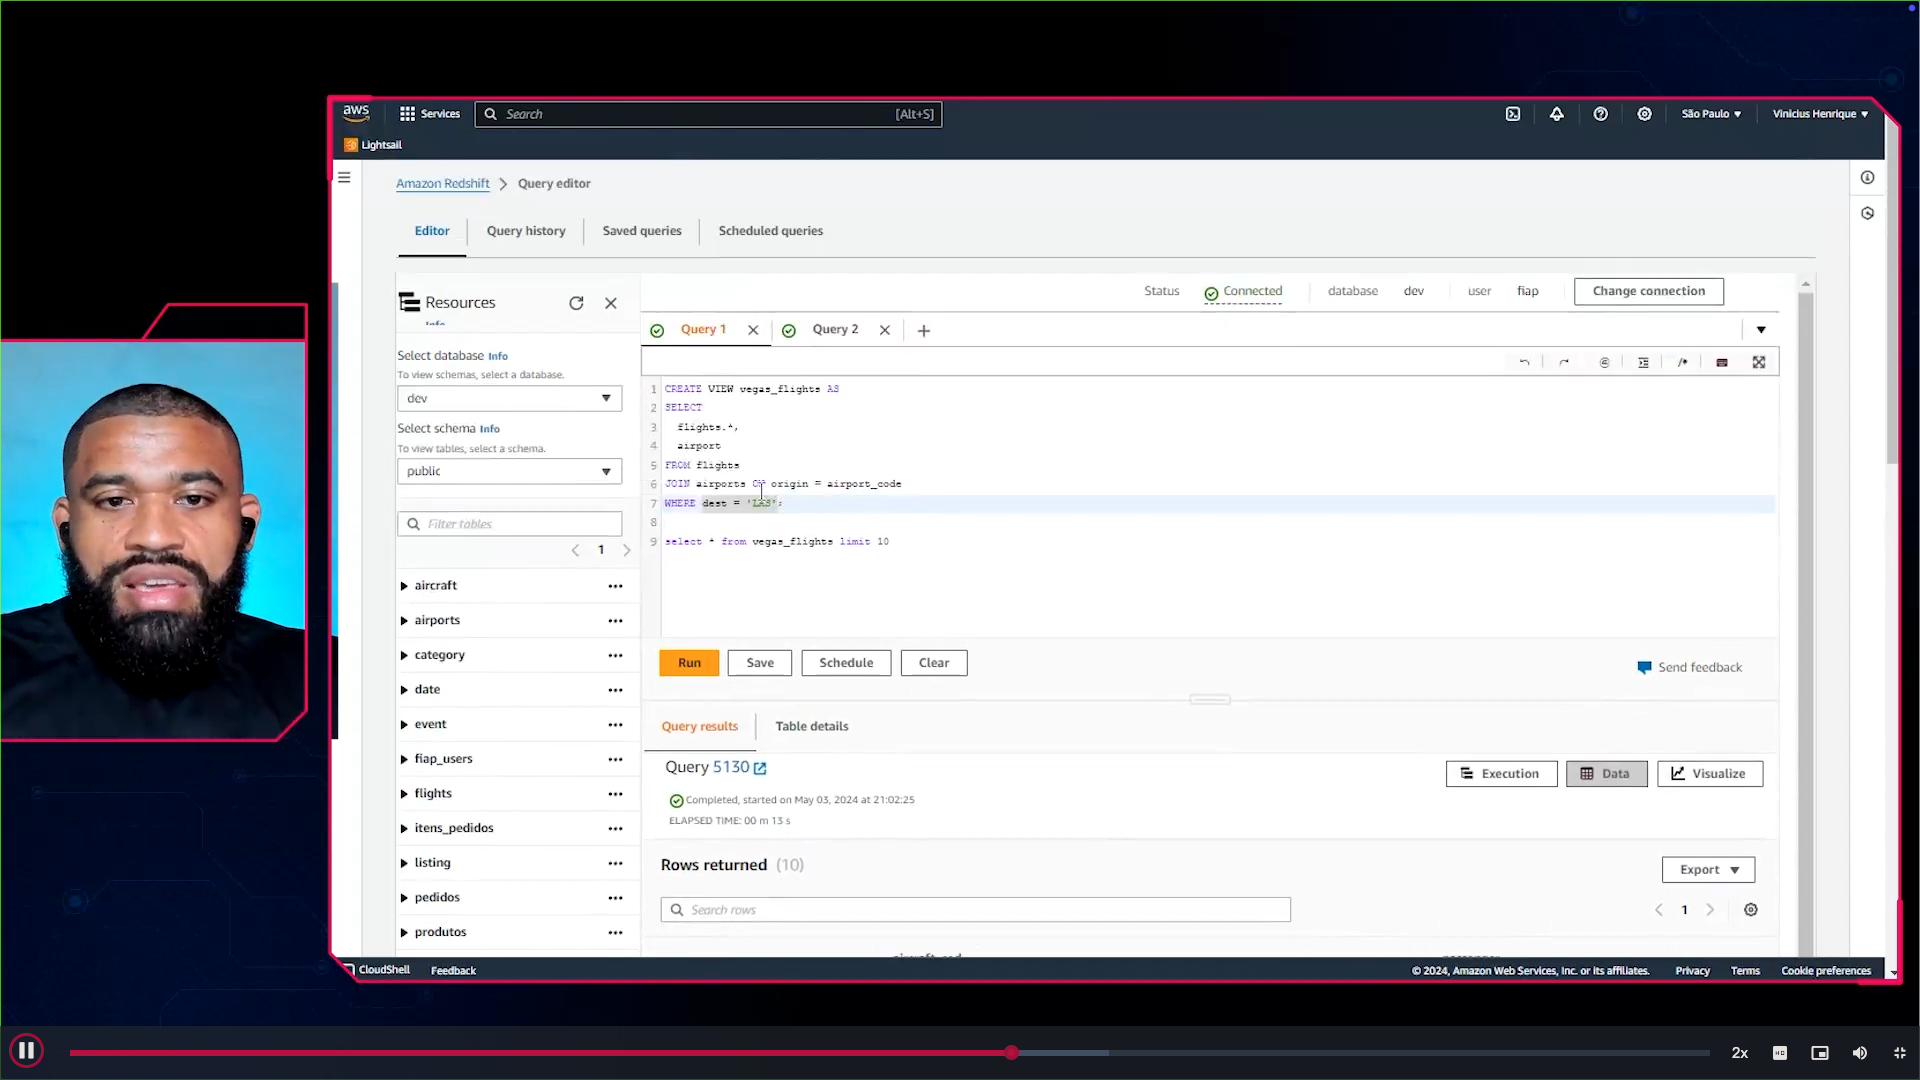 aws
Services
Search
[Alt+S]
São Paulo
Vinicius Henrique
Lightsail
Amazon Redshift
Query editor
Editor
Query history
Saved queries
Scheduled queries
Resources
Info
Status
Connected
database
dev
user
fiap
Change connection
Query 1
Query 2
Select database Info
To view schemas, select a database.
dev
Select schema Info
To view tables, select a schema.
public
Filter tables
1
aircraft
airports
category
date
event
fiap_users
flights
itens_pedidos
listing
pedidos
produtos
1 CREATE VIEW vegas_flights AS
2 SELECT
3 flights.*,
4 airport
5 FROM flights
6 JOIN airports ON origin = airport_code
7 WHERE dest = 'LAS';
8
9 select * from vegas_flights limit 10
Run
Save
Schedule
Clear
Send feedback
Query results
Table details
Query 5130
Execution
Data
Visualize
Completed, started on May 03, 2024 at 21:02:25
ELAPSED TIME: 00 m 13 s
Rows returned (10)
Export
Search rows
1
CloudShell
Feedback
© 2024, Amazon Web Services, Inc. or its affiliates.
Privacy
Terms
Cookie preferences
2x
HD